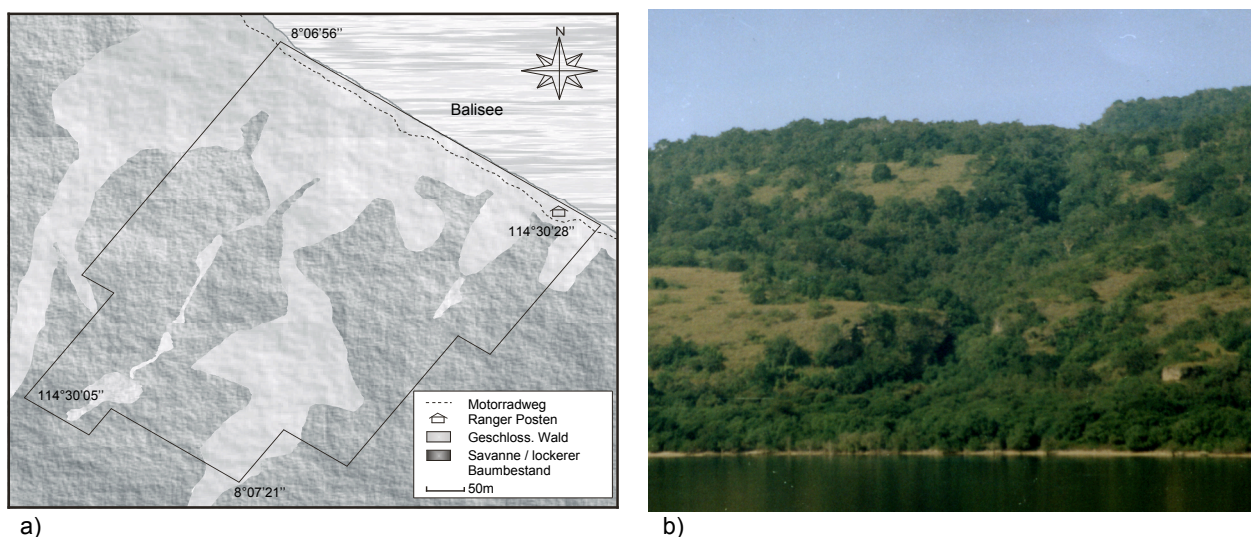 8°06'56''
N
Balisee
114°30'28''
114°30'05''
8°07'21''
Motorradweg
Ranger Posten
Geschloss. Wald
Savanne / lockerer
Baumbestand
50m
a)
b)